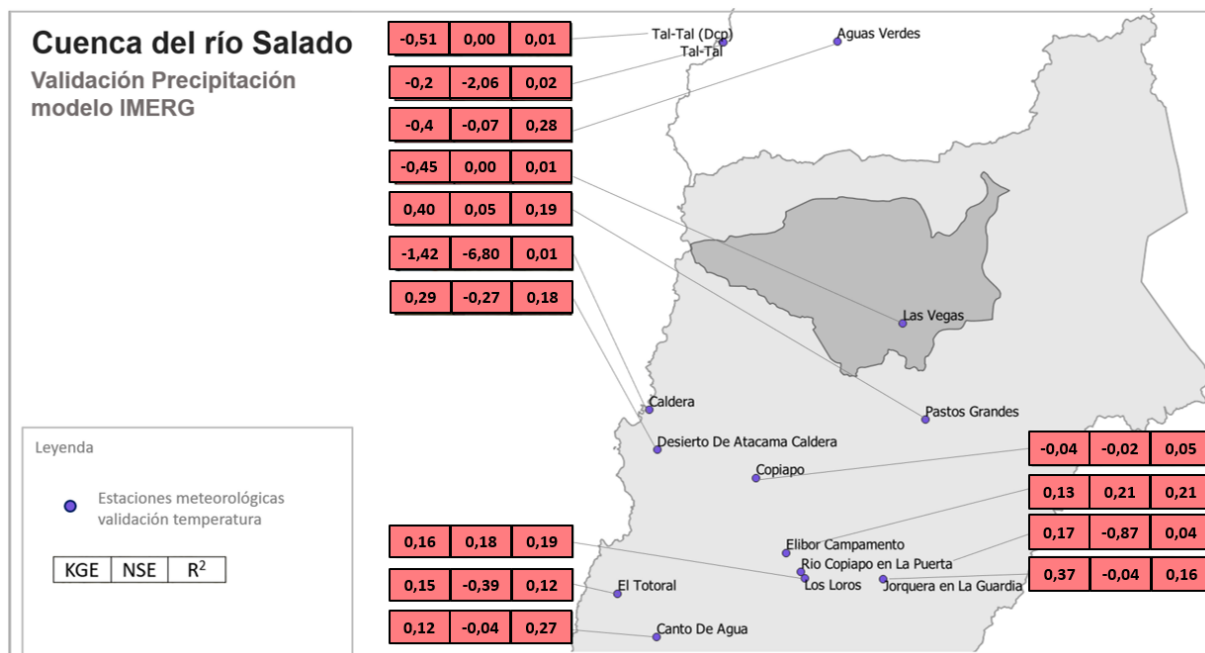 Cuenca del río Salado
Validación Precipitación
modelo IMERG
-0,51 0,00 0,01
-0,2 -2,06 0,02
-0,4 -0,07 0,28
-0,45 0,00 0,01
0,40 0,05 0,19
-1,42 -6,80 0,01
0,29 -0,27 0,18
Tal-Tal (Dcp)
Tal-Tal
Aguas Verdes
Las Vegas
Caldera
Pastos Grandes
Desierto De Atacama Caldera
Copiapo
-0,04 -0,02 0,05
0,13 0,21 0,21
0,17 -0,87 0,04
0,37 -0,04 0,16
Elibor Campamento
Rio Copiapo en La Puerta
Los Loros
Jorquera en La Guardia
El Totoral
Canto De Agua
0,16 0,18 0,19
0,15 -0,39 0,12
0,12 -0,04 0,27
Leyenda
Estaciones meteorológicas
validación temperatura
KGE NSE R²